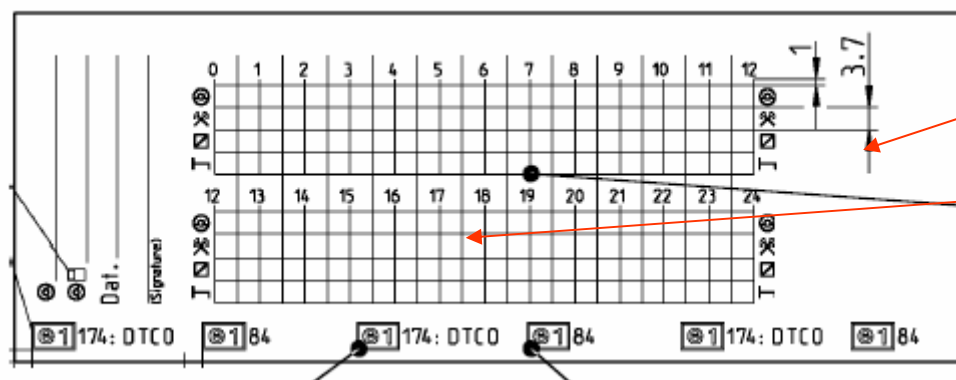 0 1 2 3 4 5 6 7 8 9 10 11 12
1
3.7
12 13 14 15 16 17 18 19 20 21 22 23 24
Dat.
(Signature)
1 174: DTCO 1 84 1 174: DTCO 1 84 1 174: DTCO 1 84